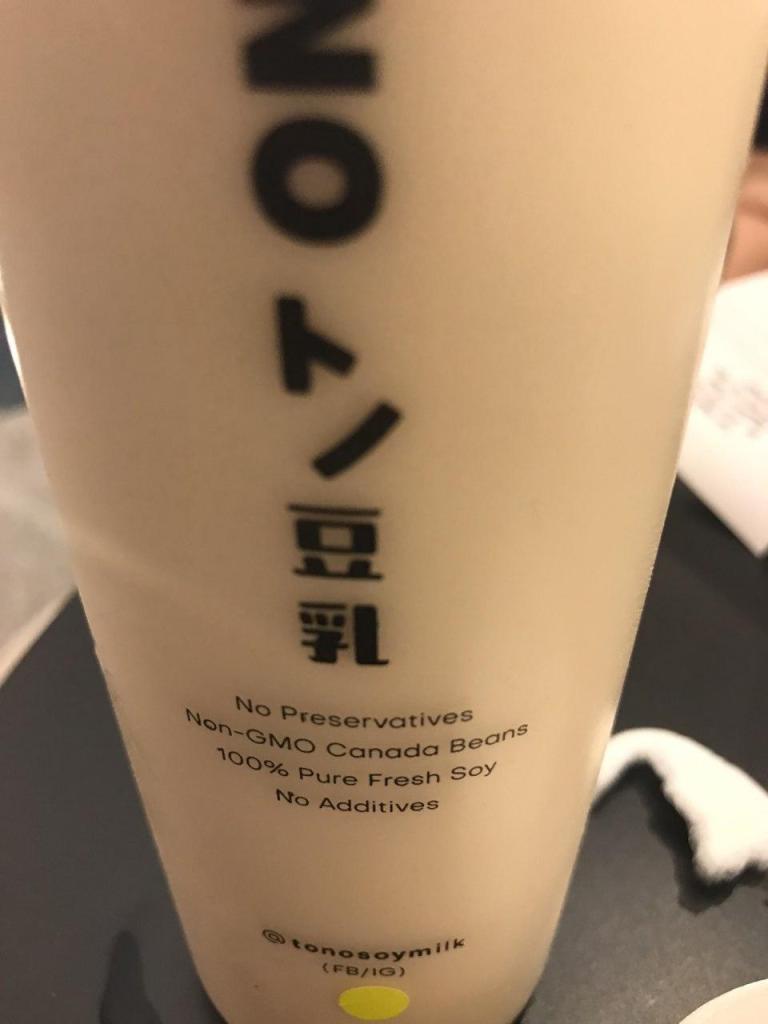 NO
トノ
豆乳
No Preservatives
Non-GMO Canada Beans
100% Pure Fresh Soy
No Additives
@tonosoymilk
(FB/IG)